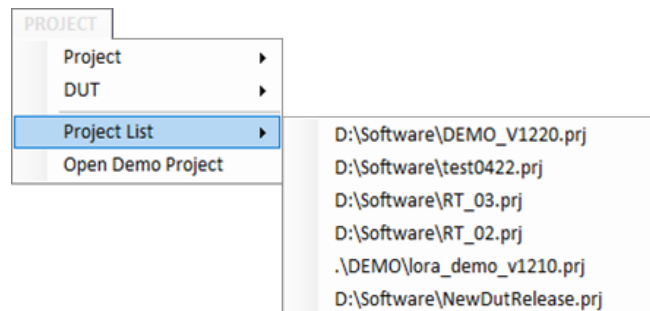 PROJECT
Project
DUT
Project List
Open Demo Project
D:\Software\DEMO_V1220.prj
D:\Software\test0422.prj
D:\Software\RT_03.prj
D:\Software\RT_02.prj
.\DEMO\lora_demo_v1210.prj
D:\Software\NewDutRelease.prj